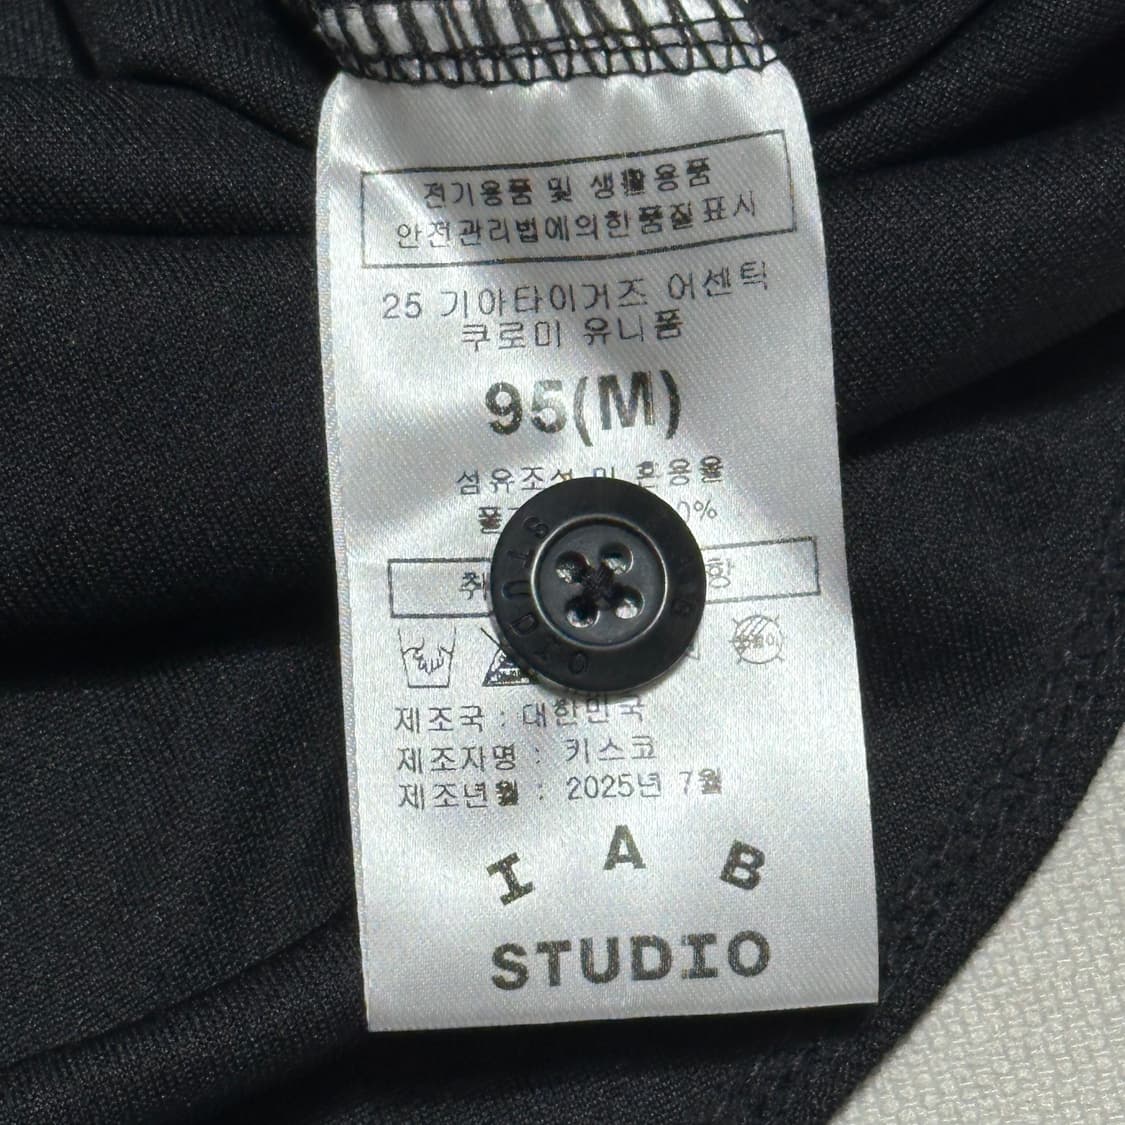 전기용품 및 생활용품
안전관리법에의한품질표시
25 기아타이거즈 어센틱
쿠로미 유니폼
95(M)
섬유조성 및 혼용율
제조국 : 대한민국
제조자명 : 키스코
제조년월 : 2025년 7월
I A B
STUDIO
STUDIO